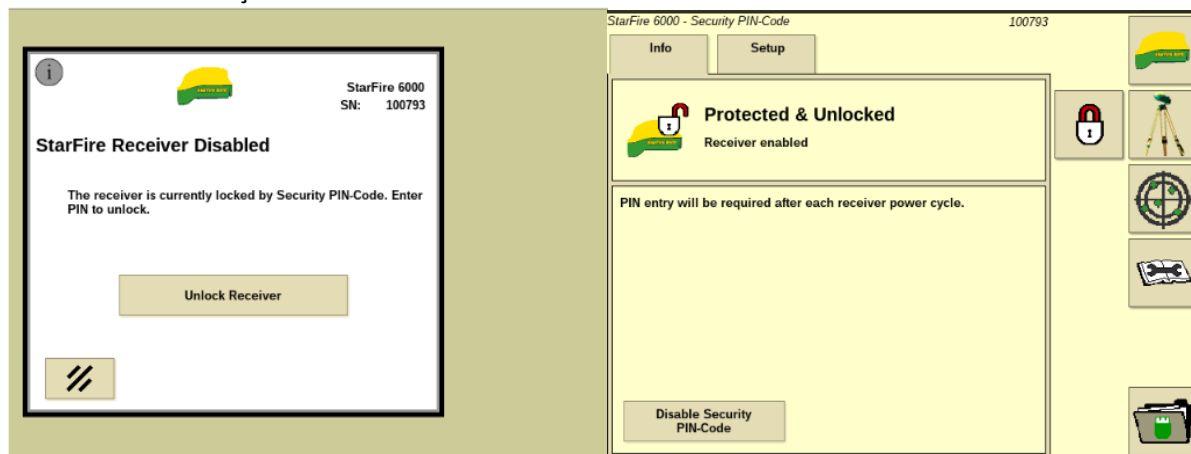 StarFire 6000
SN: 100793
StarFire Receiver Disabled
The receiver is currently locked by Security PIN-Code. Enter
PIN to unlock.
Unlock Receiver
StarFire 6000 - Security PIN-Code 100793
Info Setup
Protected & Unlocked
Receiver enabled
PIN entry will be required after each receiver power cycle.
Disable Security
PIN-Code